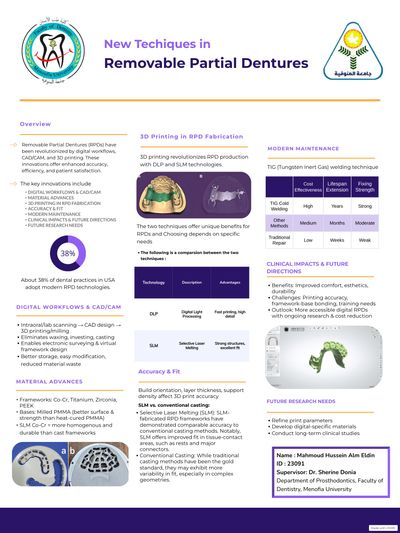 New Techiques in
Removable Partial Dentures
جامعة المنوفية
Overview
Removable Partial Dentures (RPDs) have
been revolutionized by digital workflows,
CAD/CAM, and 3D printing. These
innovations offer enhanced accuracy,
efficiency, and patient satisfaction.
The key innovations include
• DIGITAL WORKFLOWS & CAD/CAM
• MATERIAL ADVANCES
• 3D PRINTING IN RPD FABRICATION
• ACCURACY & FIT
• MODERN MAINTENANCE
• CLINICAL IMPACTS & FUTURE DIRECTIONS
• FUTURE RESEARCH NEEDS
38%
About 38% of dental practices in USA
adopt modern RDL techniques.
DIGITAL WORKFLOWS & CAD/CAM
• Intraoral/lab scanning → CAD design →
3D printing/milling
• Eliminates waxing, investing, casting
• Enables electronic surveying & virtual
framework design
• Better storage, easy modification,
reduced material waste
MATERIAL ADVANCES
• Frameworks: Co-Cr, Titanium, Zirconia,
PEEK
• Bases: Milled PMMA (better surface &
strength than heat-cured PMMA)
• SLM Co-Cr = more homogenous and
durable than cast frameworks
a
b
3D Printing in RPD Fabrication
3D printing revolutionizes RPD production
with DLP and SLM technologies.
The two techniques offer unique benefits for
RPDs and Choosing depends on specific
needs
• The following is a comparsion between the two
techniques :
Technology Description Advantages
DLP Digital Light Processing Fast printing, high detail
SLM Selective Laser Melting Strong structures, excellent fit
Accuracy & Fit
Build orientation, layer thickness, support
density affect 3D print accuracy.
SLM vs. conventional casting:
• Selective Laser Melting (SLM): SLM-
fabricated RPD frameworks have
demonstrated comparable accuracy to
conventional casting methods. Notably,
SLM offers improved fit in tissue-contact
areas, such as rests and major
connectors.
• Conventional Casting: While traditional
casting methods have been the gold
standard, they may exhibit more
variability in fit, especially in complex
geometries.
MODERN MAINTENANCE
TIG (Tungsten Inert Gas) welding technique
Cost Effectiveness Lifespan Extension Fixing Strength
TIG Cold Welding High Years Strong
Other Methods Medium Months Moderate
Traditional Repair Low Weeks Weak
CLINICAL IMPACTS & FUTURE
DIRECTIONS
• Benefits: Improved comfort, esthetics,
durability
• Challenges: Printing accuracy,
framework-base bonding, training needs
• Outlook: More accessible digital RPDs
with ongoing research & cost reduction
FUTURE RESEARCH NEEDS
• Refine print parameters
• Develop digital-specific materials
• Conduct long-term clinical studies
Name : Mahmoud Hussein Alm Eldin
ID : 23091
Supervisor: Dr. Sherine Donia
Department of Prosthodontics, Faculty of
Dentistry, Menofia University